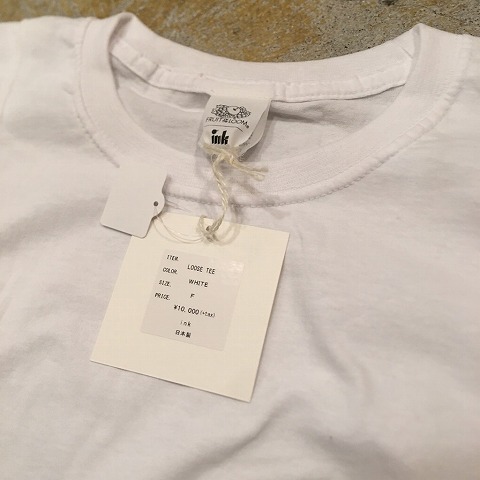 FRUIT OF THE LOOM®
ink
ITEM. LOOSE TEE
COLOR. WHITE
SIZE. F
PRICE. ¥10,000(+tax)
ink
日本製